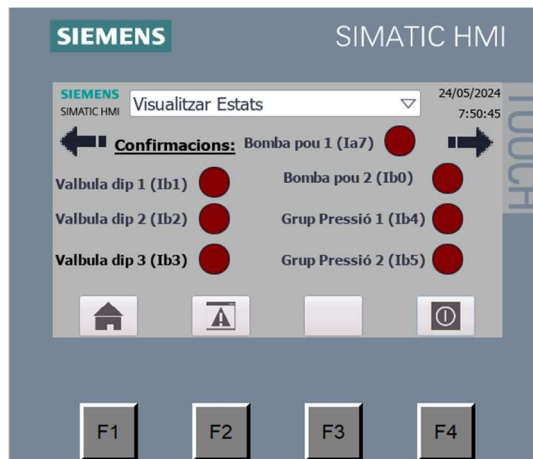 SIEMENS SIMATIC HMI
SIEMENS
SIMATIC HMI
Visualitzar Estats
24/05/2024
7:50:45
TOUCH
Confirmacions: Bomba pou 1 (Ia7)
Valbula dip 1 (Ib1) Bomba pou 2 (Ib0)
Valbula dip 2 (Ib2) Grup Pressió 1 (Ib4)
Valbula dip 3 (Ib3) Grup Pressió 2 (Ib5)
F1 F2 F3 F4